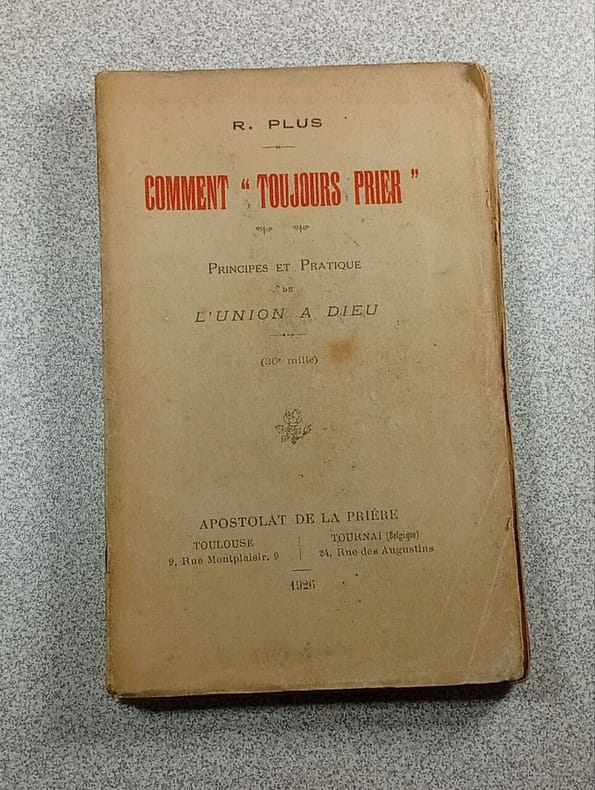 R. PLUS
COMMENT “ TOUJOURS PRIER ”
PRINCIPES ET PRATIQUE
DE
L'UNION A DIEU
(30e mille)
APOSTOLAT DE LA PRIÈRE
TOULOUSE
9, Rue Montplaisir, 9
TOURNAI (Belgique)
24, Rue des Augustins
1926